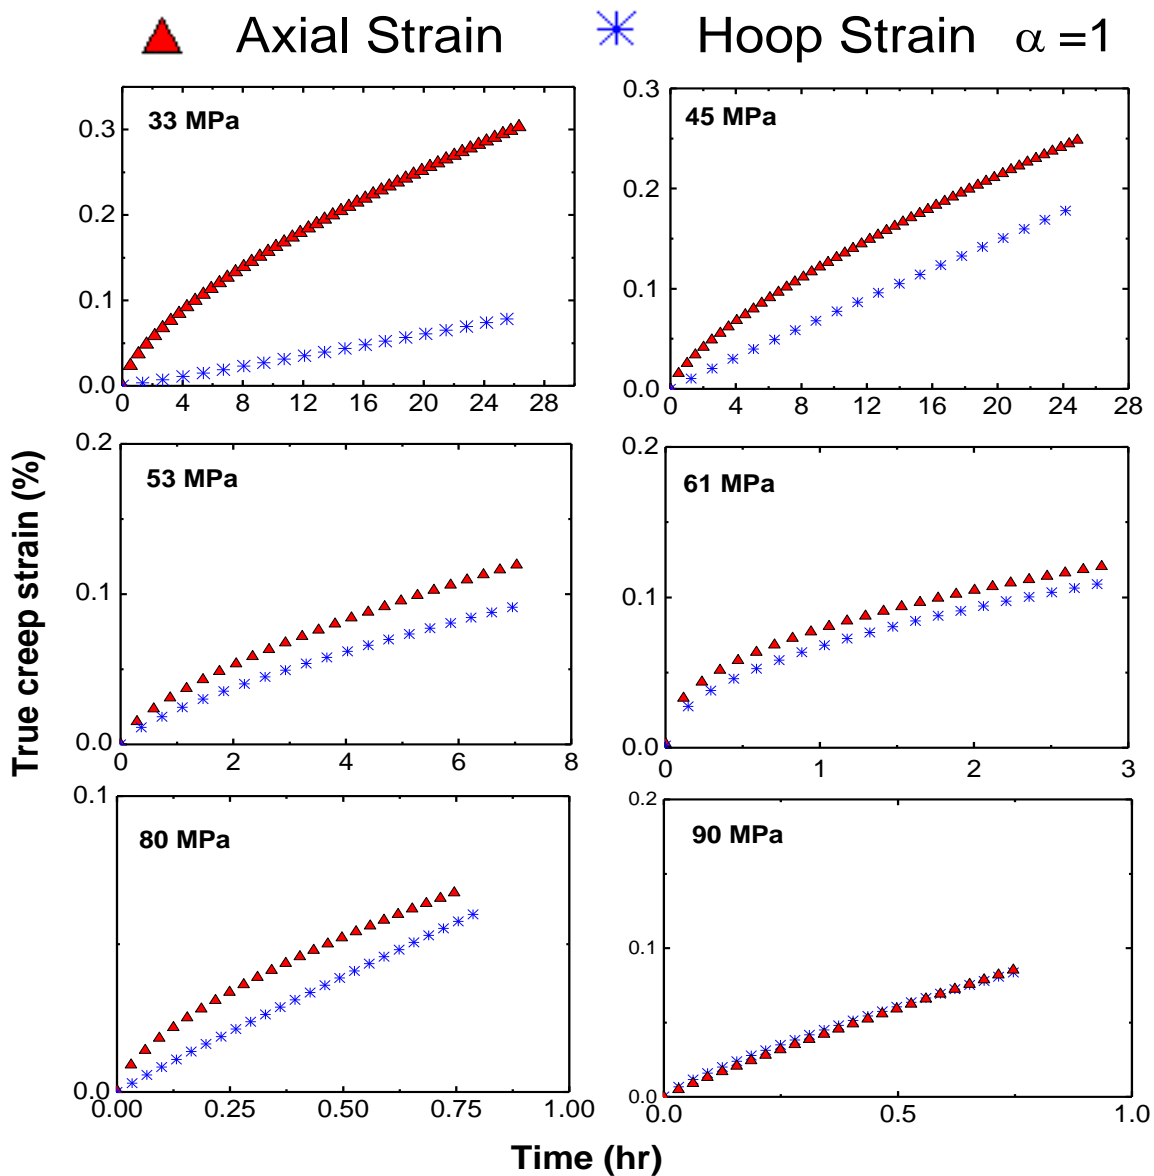 Axial Strain Hoop Strain α =1
33 MPa 45 MPa
0.3 0.3
0.2 0.2
0.1 0.1
0.0 0.0
0 4 8 12 16 20 24 28 0 4 8 12 16 20 24 28
53 MPa 61 MPa
0.2 0.2
0.1 0.1
0.0 0.0
0 2 4 6 8 0 1 2 3
80 MPa 90 MPa
0.1 0.2
0.1
0.0 0.0
0.00 0.25 0.50 0.75 1.00 0.0 0.5 1.0
True creep strain (%)
Time (hr)